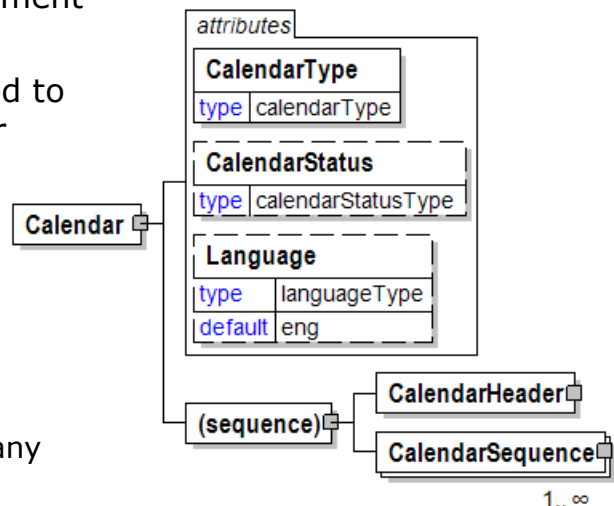 ment
attributes
CalendarType
type calendarType
ed to
r
CalendarStatus
type calendarStatusType
Calendar
Language
type languageType
default eng
(sequence)
CalendarHeader
CalendarSequence
any
1..∞